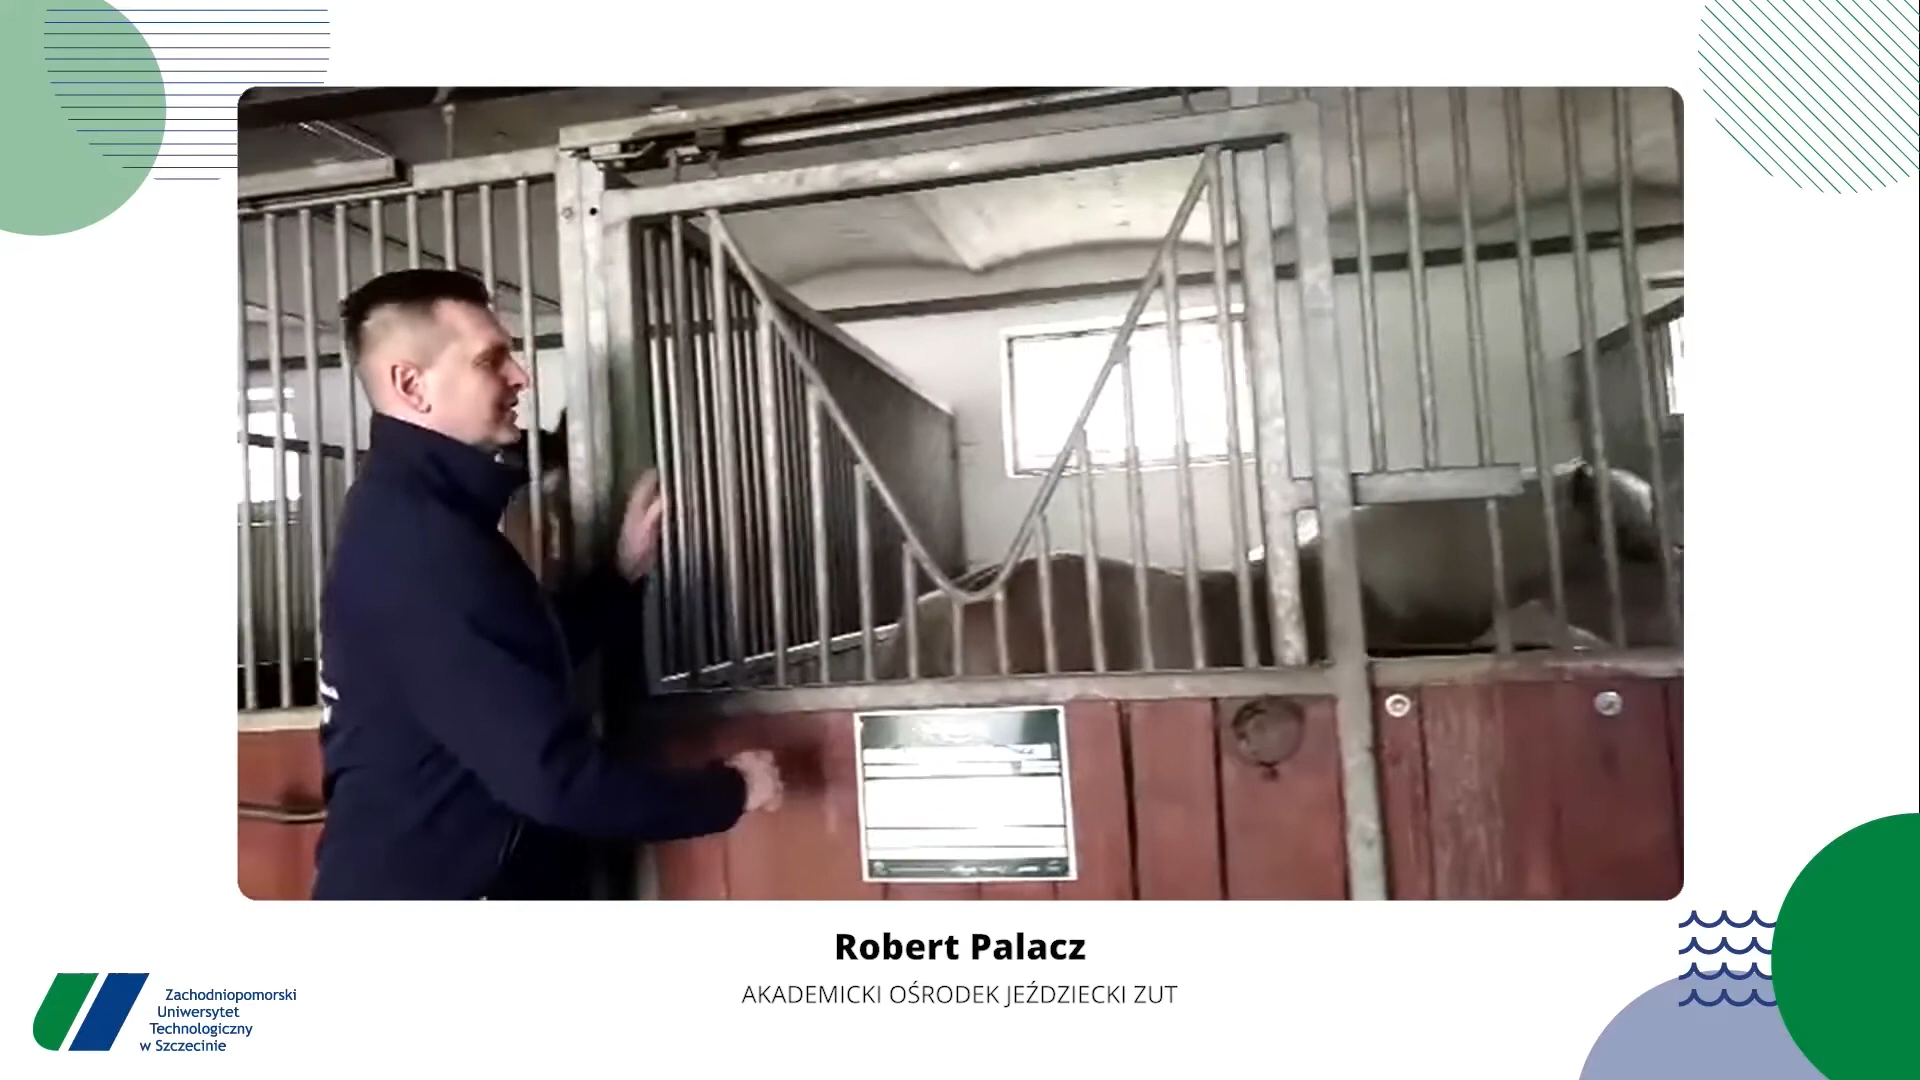 Robert Palacz
AKADEMICKI OŚRODEK JEŹDZIECKI ZUT
Zachodniopomorski
Uniwersytet
Technologiczny
w Szczecinie